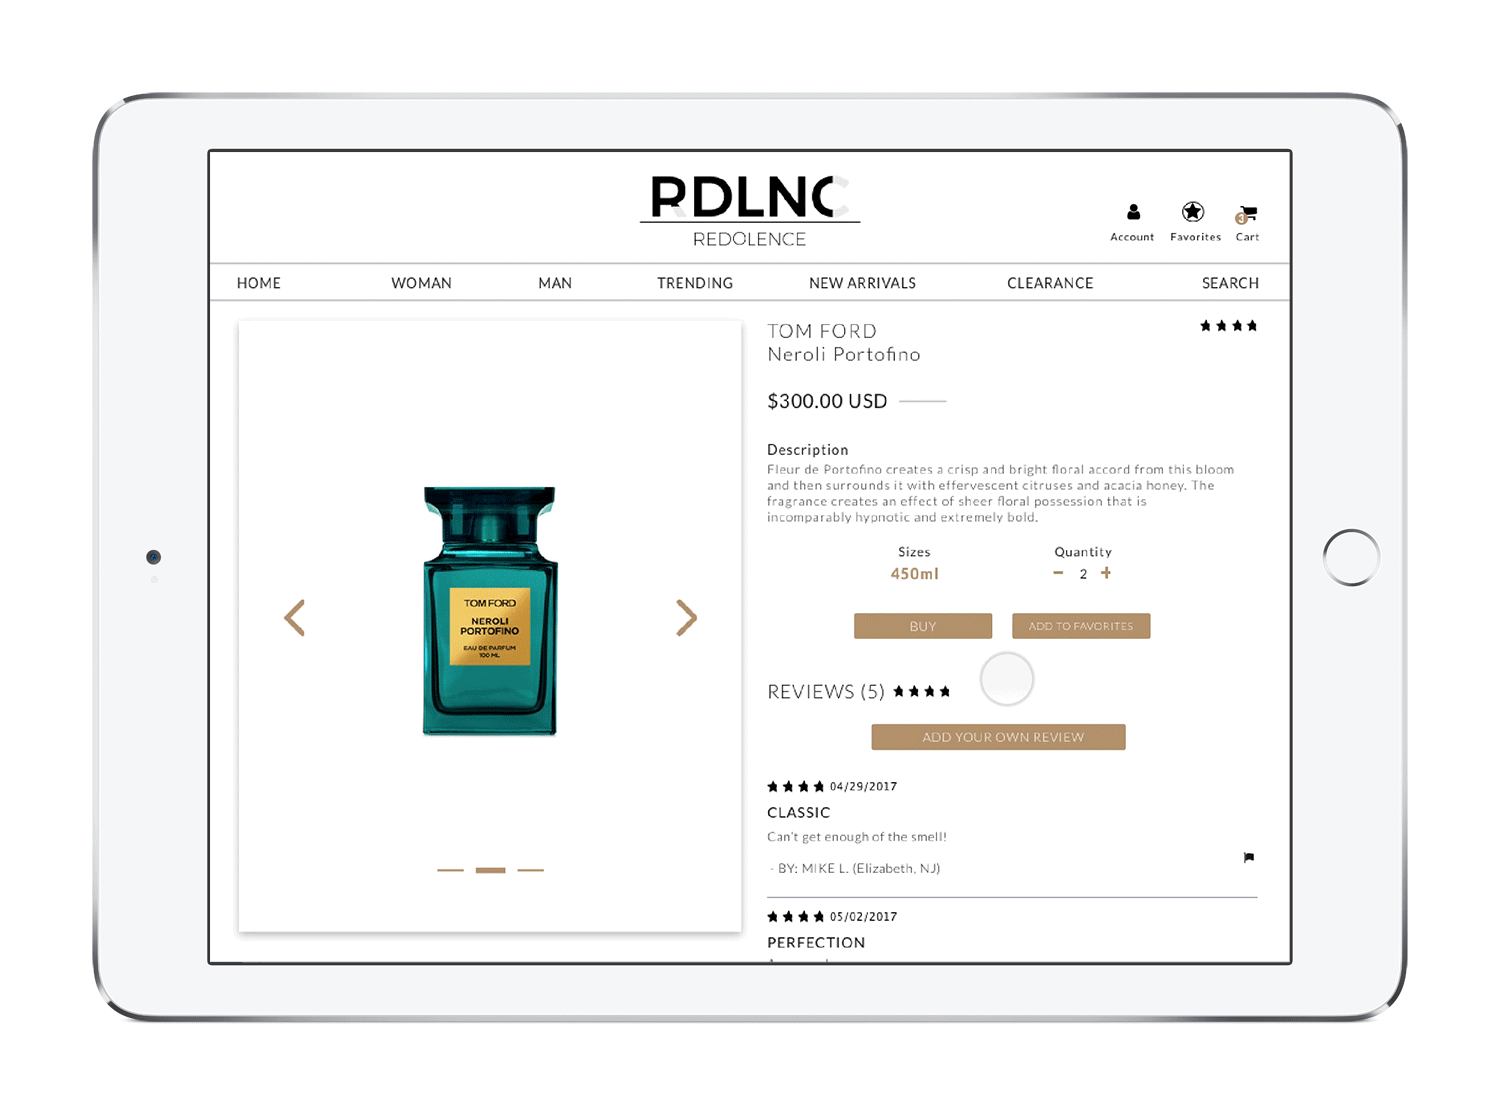 RDLNC
REDOLENCE
Account
Favorites
3
Cart
HOME
WOMAN
MAN
TRENDING
NEW ARRIVALS
CLEARANCE
SEARCH
TOM FORD
Neroli Portofino
$300.00 USD
Description
Fleur de Portofino creates a crisp and bright floral accord from this bloom
and then surrounds it with effervescent citruses and acacia honey. The
fragrance creates an effect of sheer floral possession that is
incomparably hypnotic and extremely bold.
Sizes
450ml
Quantity
− 2 +
BUY
ADD TO FAVORITES
REVIEWS (5)
ADD YOUR OWN REVIEW
04/29/2017
CLASSIC
Can't get enough of the smell!
- BY: MIKE L. (Elizabeth, NJ)
05/02/2017
PERFECTION
TOM FORD
NEROLI
PORTOFINO
EAU DE PARFUM
100 ML